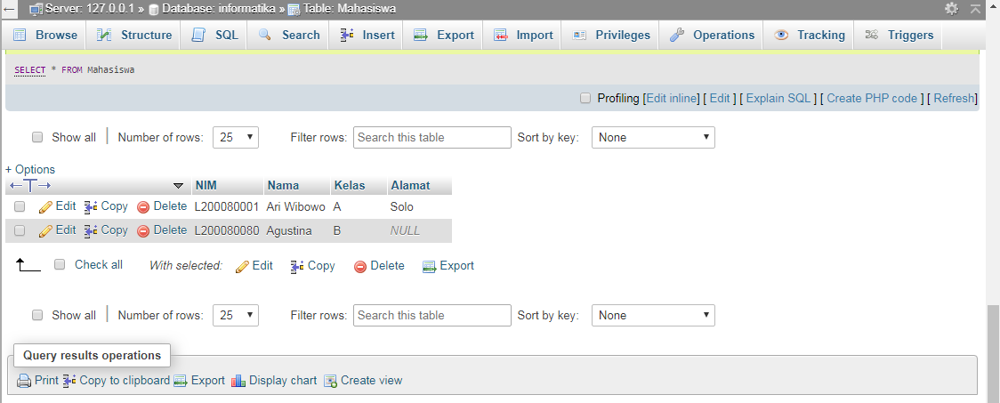 Server: 127.0.0.1 » Database: informatika » Table: Mahasiswa
Browse Structure SQL Search Insert Export Import Privileges Operations Tracking Triggers
SELECT * FROM Mahasiswa
Profiling [Edit inline] [ Edit ] [ Explain SQL ] [ Create PHP code ] [ Refresh]
Show all Number of rows: 25 Filter rows: Search this table Sort by key: None
+ Options
←T→ NIM Nama Kelas Alamat
Edit Copy Delete L200080001 Ari Wibowo A Solo
Edit Copy Delete L200080080 Agustina B NULL
Check all With selected: Edit Copy Delete Export
Show all Number of rows: 25 Filter rows: Search this table Sort by key: None
Query results operations
Print Copy to clipboard Export Display chart Create view